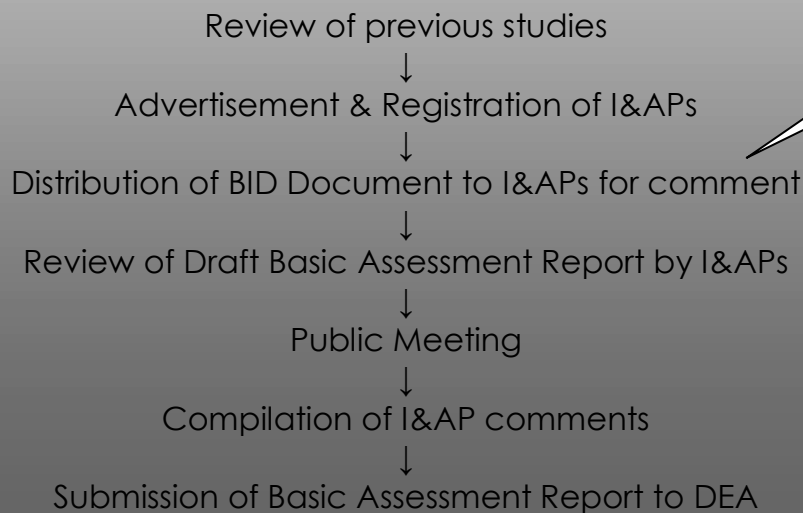 Review of previous studies
↓
Advertisement & Registration of I&APs
↓
Distribution of BID Document to I&APs for comment
↓
Review of Draft Basic Assessment Report by I&APs
↓
Public Meeting
↓
Compilation of I&AP comments
↓
Submission of Basic Assessment Report to DEA